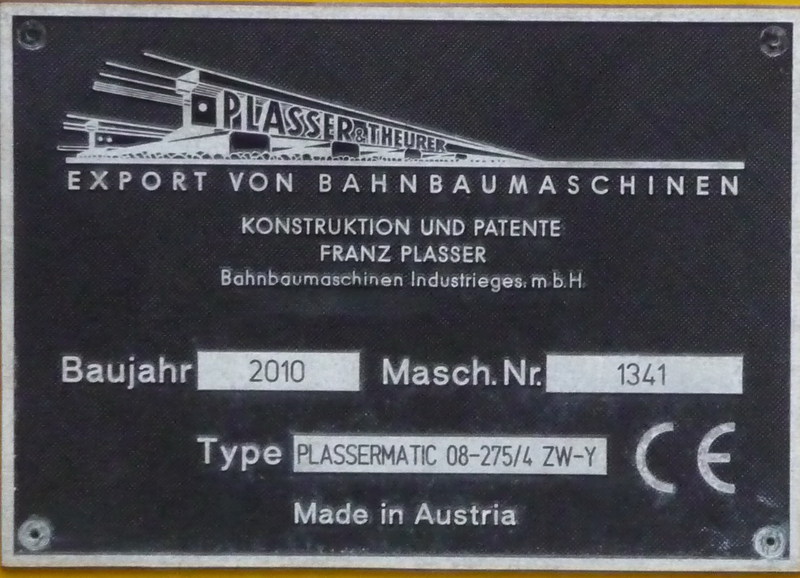 PLASSER & THEURER
EXPORT VON BAHNBAUMASCHINEN
KONSTRUKTION UND PATENTE
FRANZ PLASSER
Bahnbaumaschinen Industrieges.m.b.H.
Baujahr 2010 Masch.Nr. 1341
Type PLASSERMATIC 08-275/4 ZW-Y CE
Made in Austria